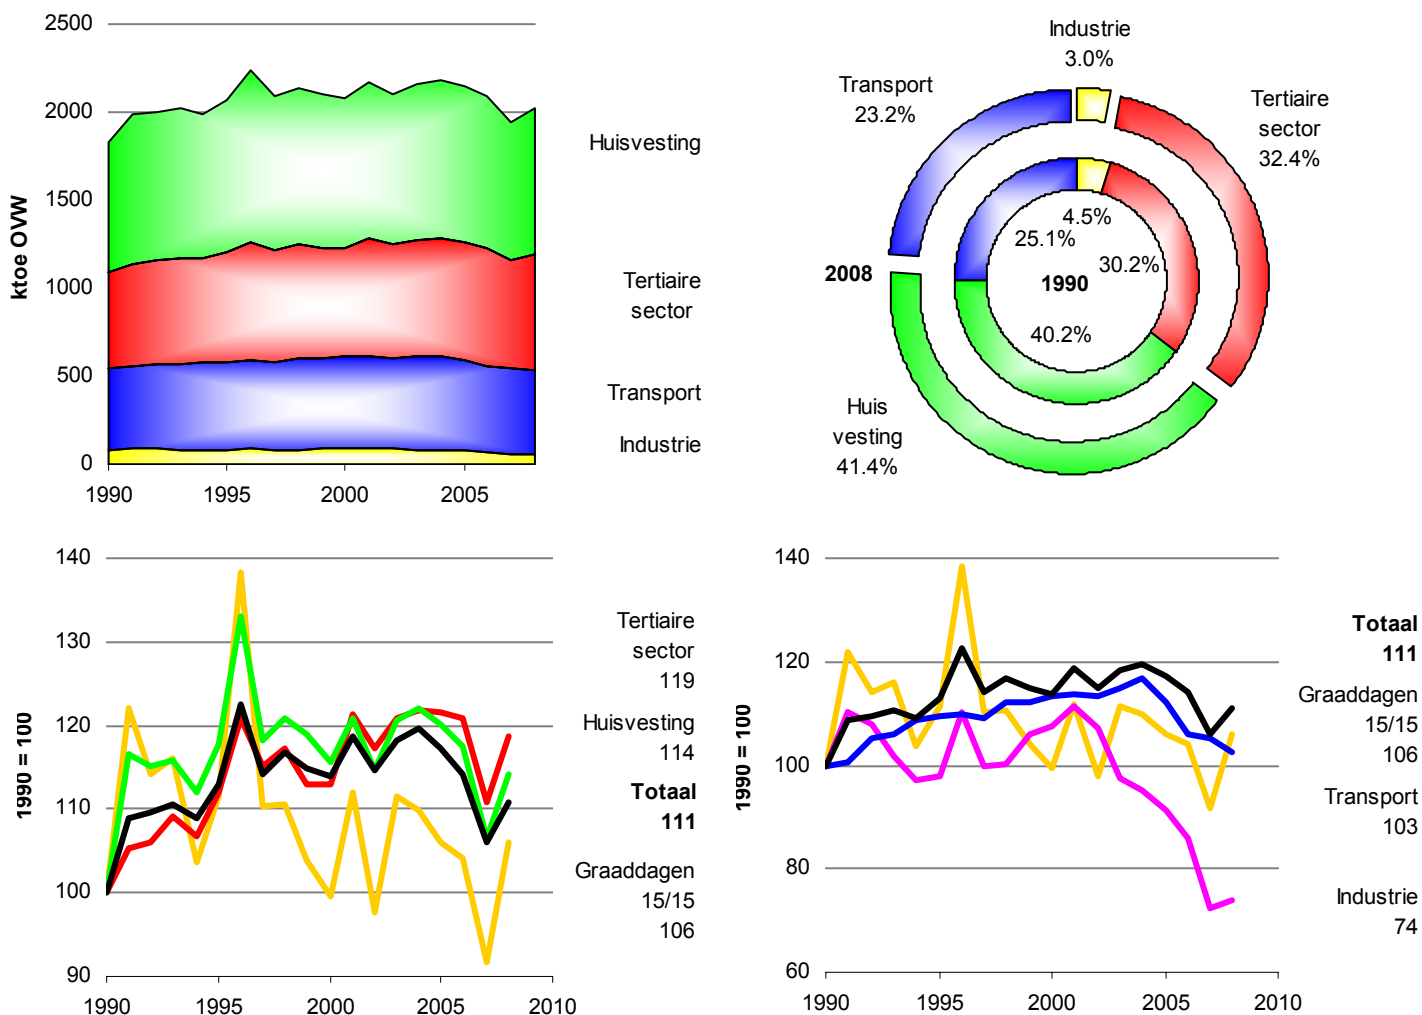 2500
2000
1500
1000
500
0
ktoe OVW
1990
1995
2000
2005
Huisvesting
Tertiaire
sector
Transport
Industrie
Industrie
3.0%
Transport
23.2%
Tertiaire
sector
32.4%
4.5%
25.1%
30.2%
2008
1990
40.2%
Huis
vesting
41.4%
140
130
120
110
100
90
1990 = 100
1990
1995
2000
2005
2010
Tertiaire
sector
119
Huisvesting
114
Totaal
111
Graaddagen
15/15
106
140
120
100
80
60
1990 = 100
1990
1995
2000
2005
2010
Totaal
111
Graaddagen
15/15
106
Transport
103
Industrie
74